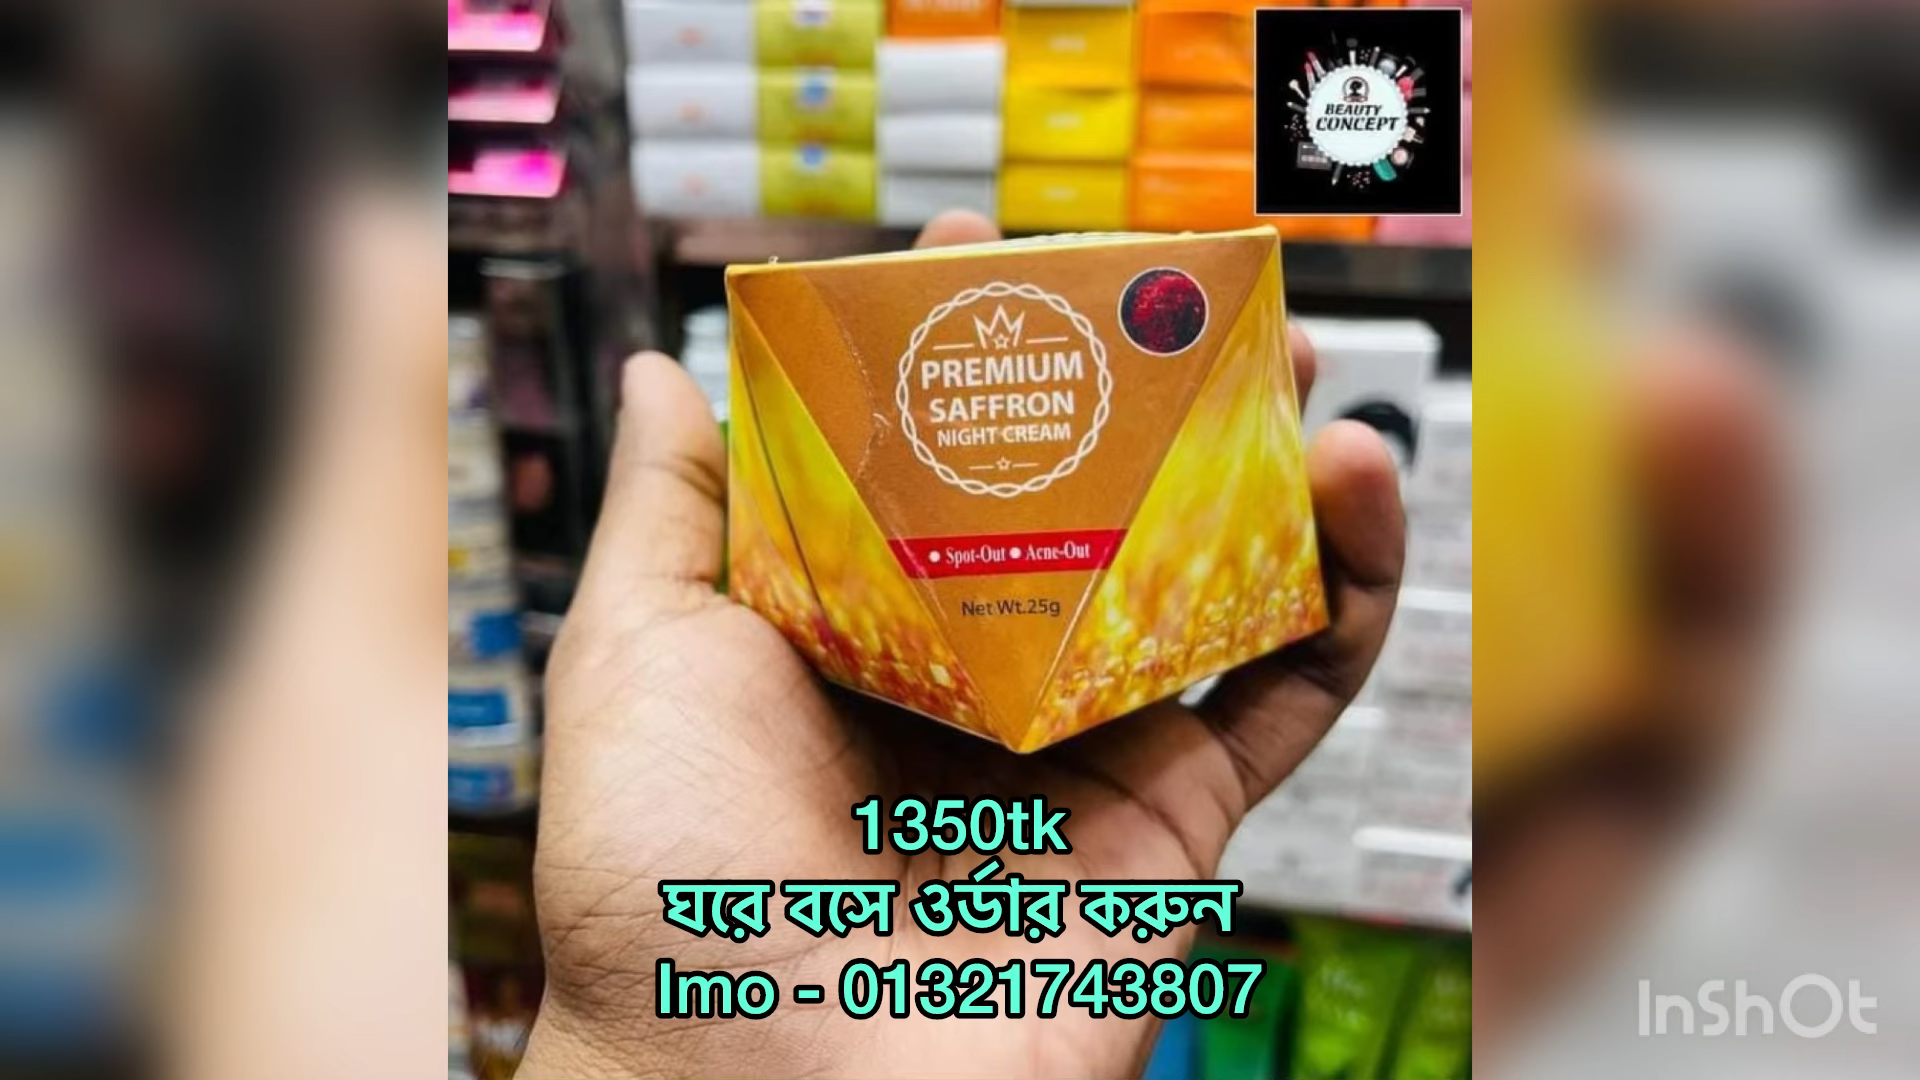 BEAUTY
CONCEPT
PREMIUM
SAFFRON
NIGHT CREAM
● Spot-Out ● Acne-Out
Net Wt.25g
1350tk
ঘরে বসে ওর্ডার করুন
Imo - 01321743807
InShOt